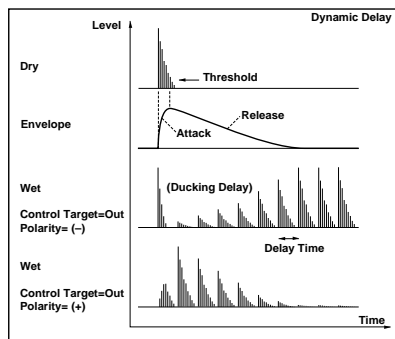 Dynamic Delay
Level
Dry
Threshold
Envelope
Release
Attack
Wet
(Ducking Delay)
Control Target=Out
Polarity= (–)
Delay Time
Wet
Control Target=Out
Polarity= (+)
Time